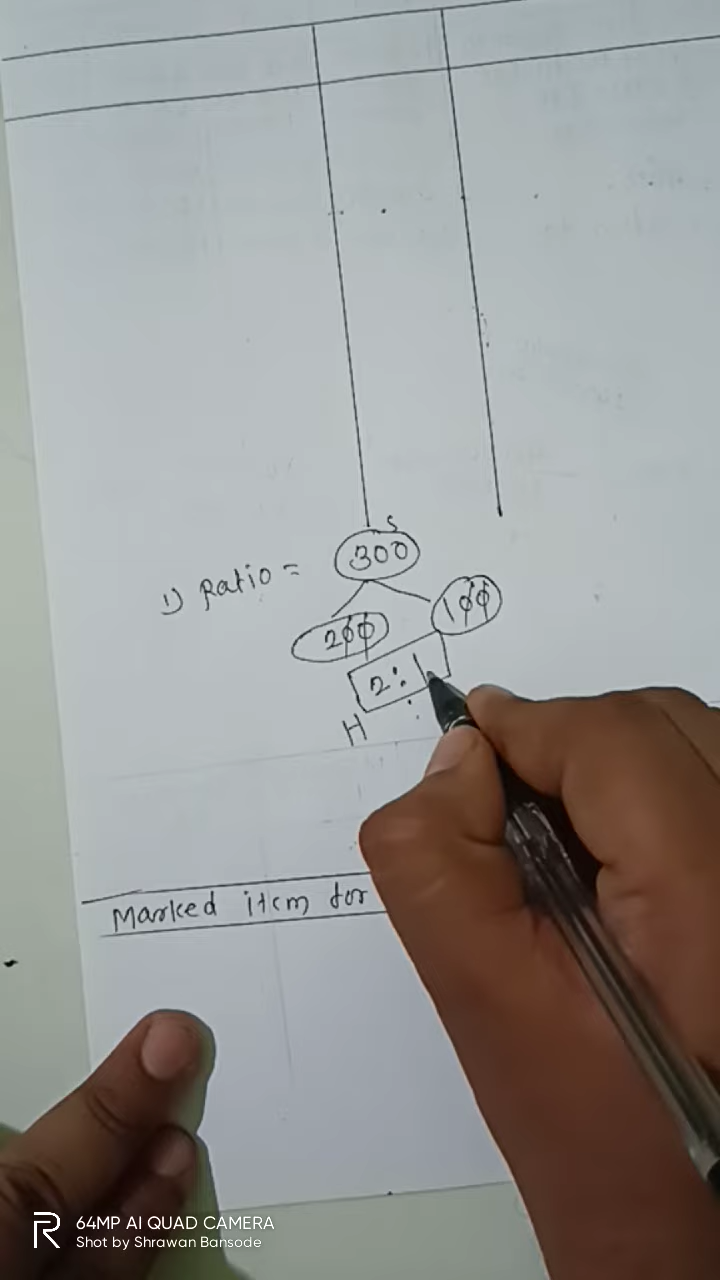 S
1) Ratio = 300
200 100
2:1
H :
Marked item for
64MP AI QUAD CAMERA
Shot by Shrawan Bansode